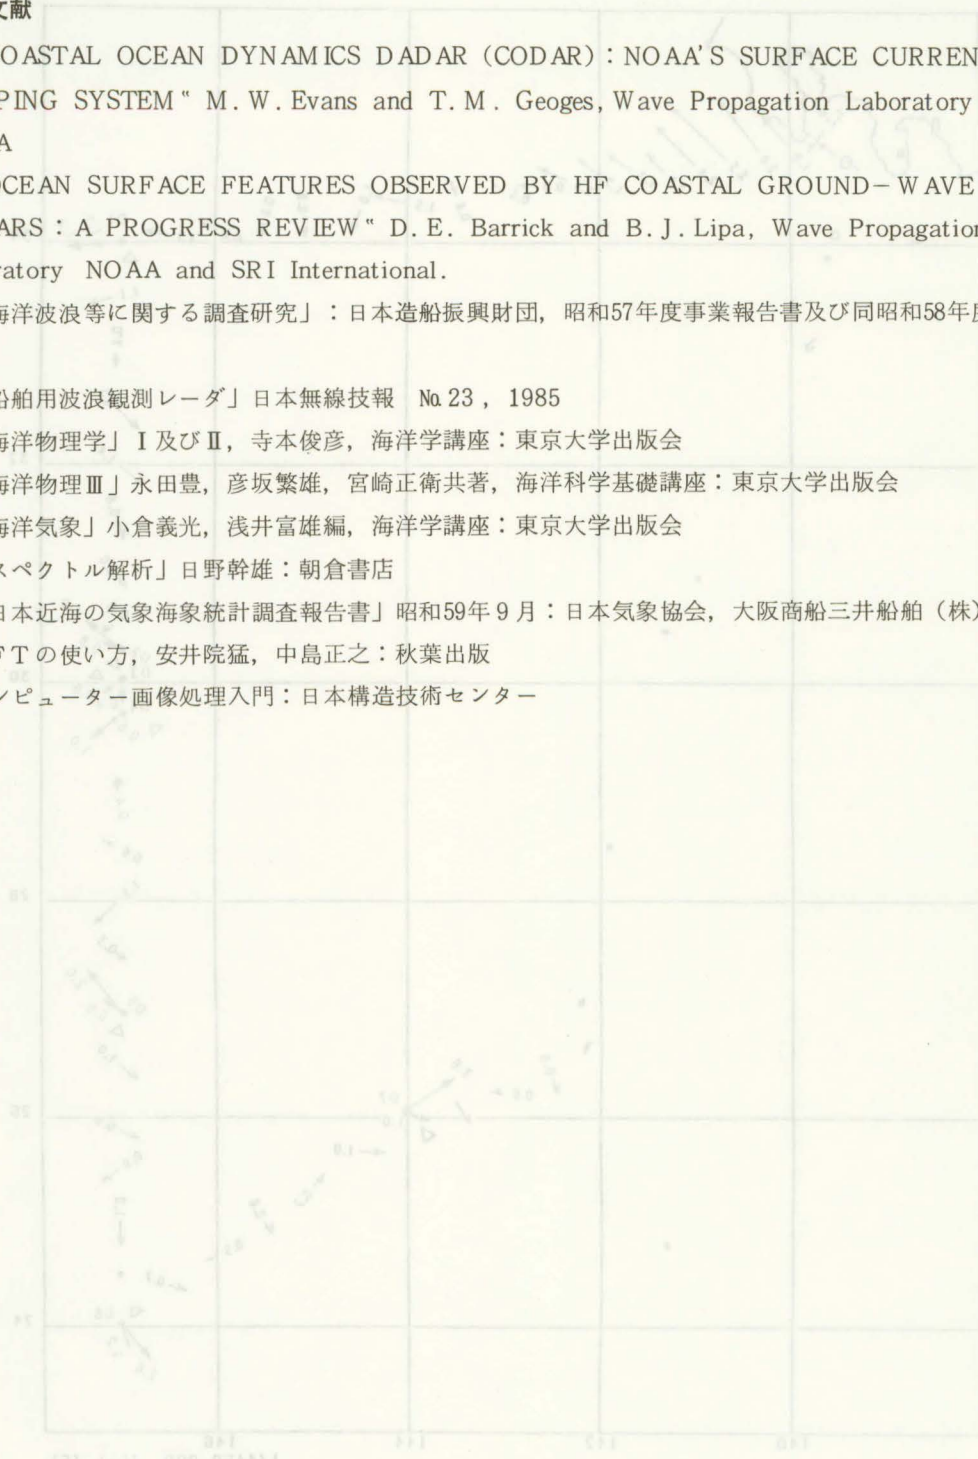 文献
OASTAL OCEAN DYNAMICS DADAR (CODAR)：NOAA'S SURFACE CURREN
PING SYSTEM" M.W.Evans and T.M. Geoges, Wave Propagation Laboratory
A
OCEAN SURFACE FEATURES OBSERVED BY HF COASTAL GROUND-WAVE
ARS：A PROGRESS REVIEW" D.E. Barrick and B.J.Lipa, Wave Propagation
ratory NOAA and SRI International.
海洋波浪等に関する調査研究」：日本造船振興財団，昭和57年度事業報告書及び同昭和58年度
船舶用波浪観測レーダ」日本無線技報 №23，1985
海洋物理学」Ⅰ及びⅡ，寺本俊彦，海洋学講座：東京大学出版会
海洋物理Ⅲ」永田豊，彦坂繁雄，宮崎正衛共著，海洋科学基礎講座：東京大学出版会
海洋気象」小倉義光，浅井富雄編，海洋学講座：東京大学出版会
スペクトル解析」日野幹雄：朝倉書店
日本近海の気象海象統計調査報告書」昭和59年9月：日本気象協会，大阪商船三井船舶（株）
FTの使い方，安井院猛，中島正之：秋葉出版
ンピューター画像処理入門：日本構造技術センター